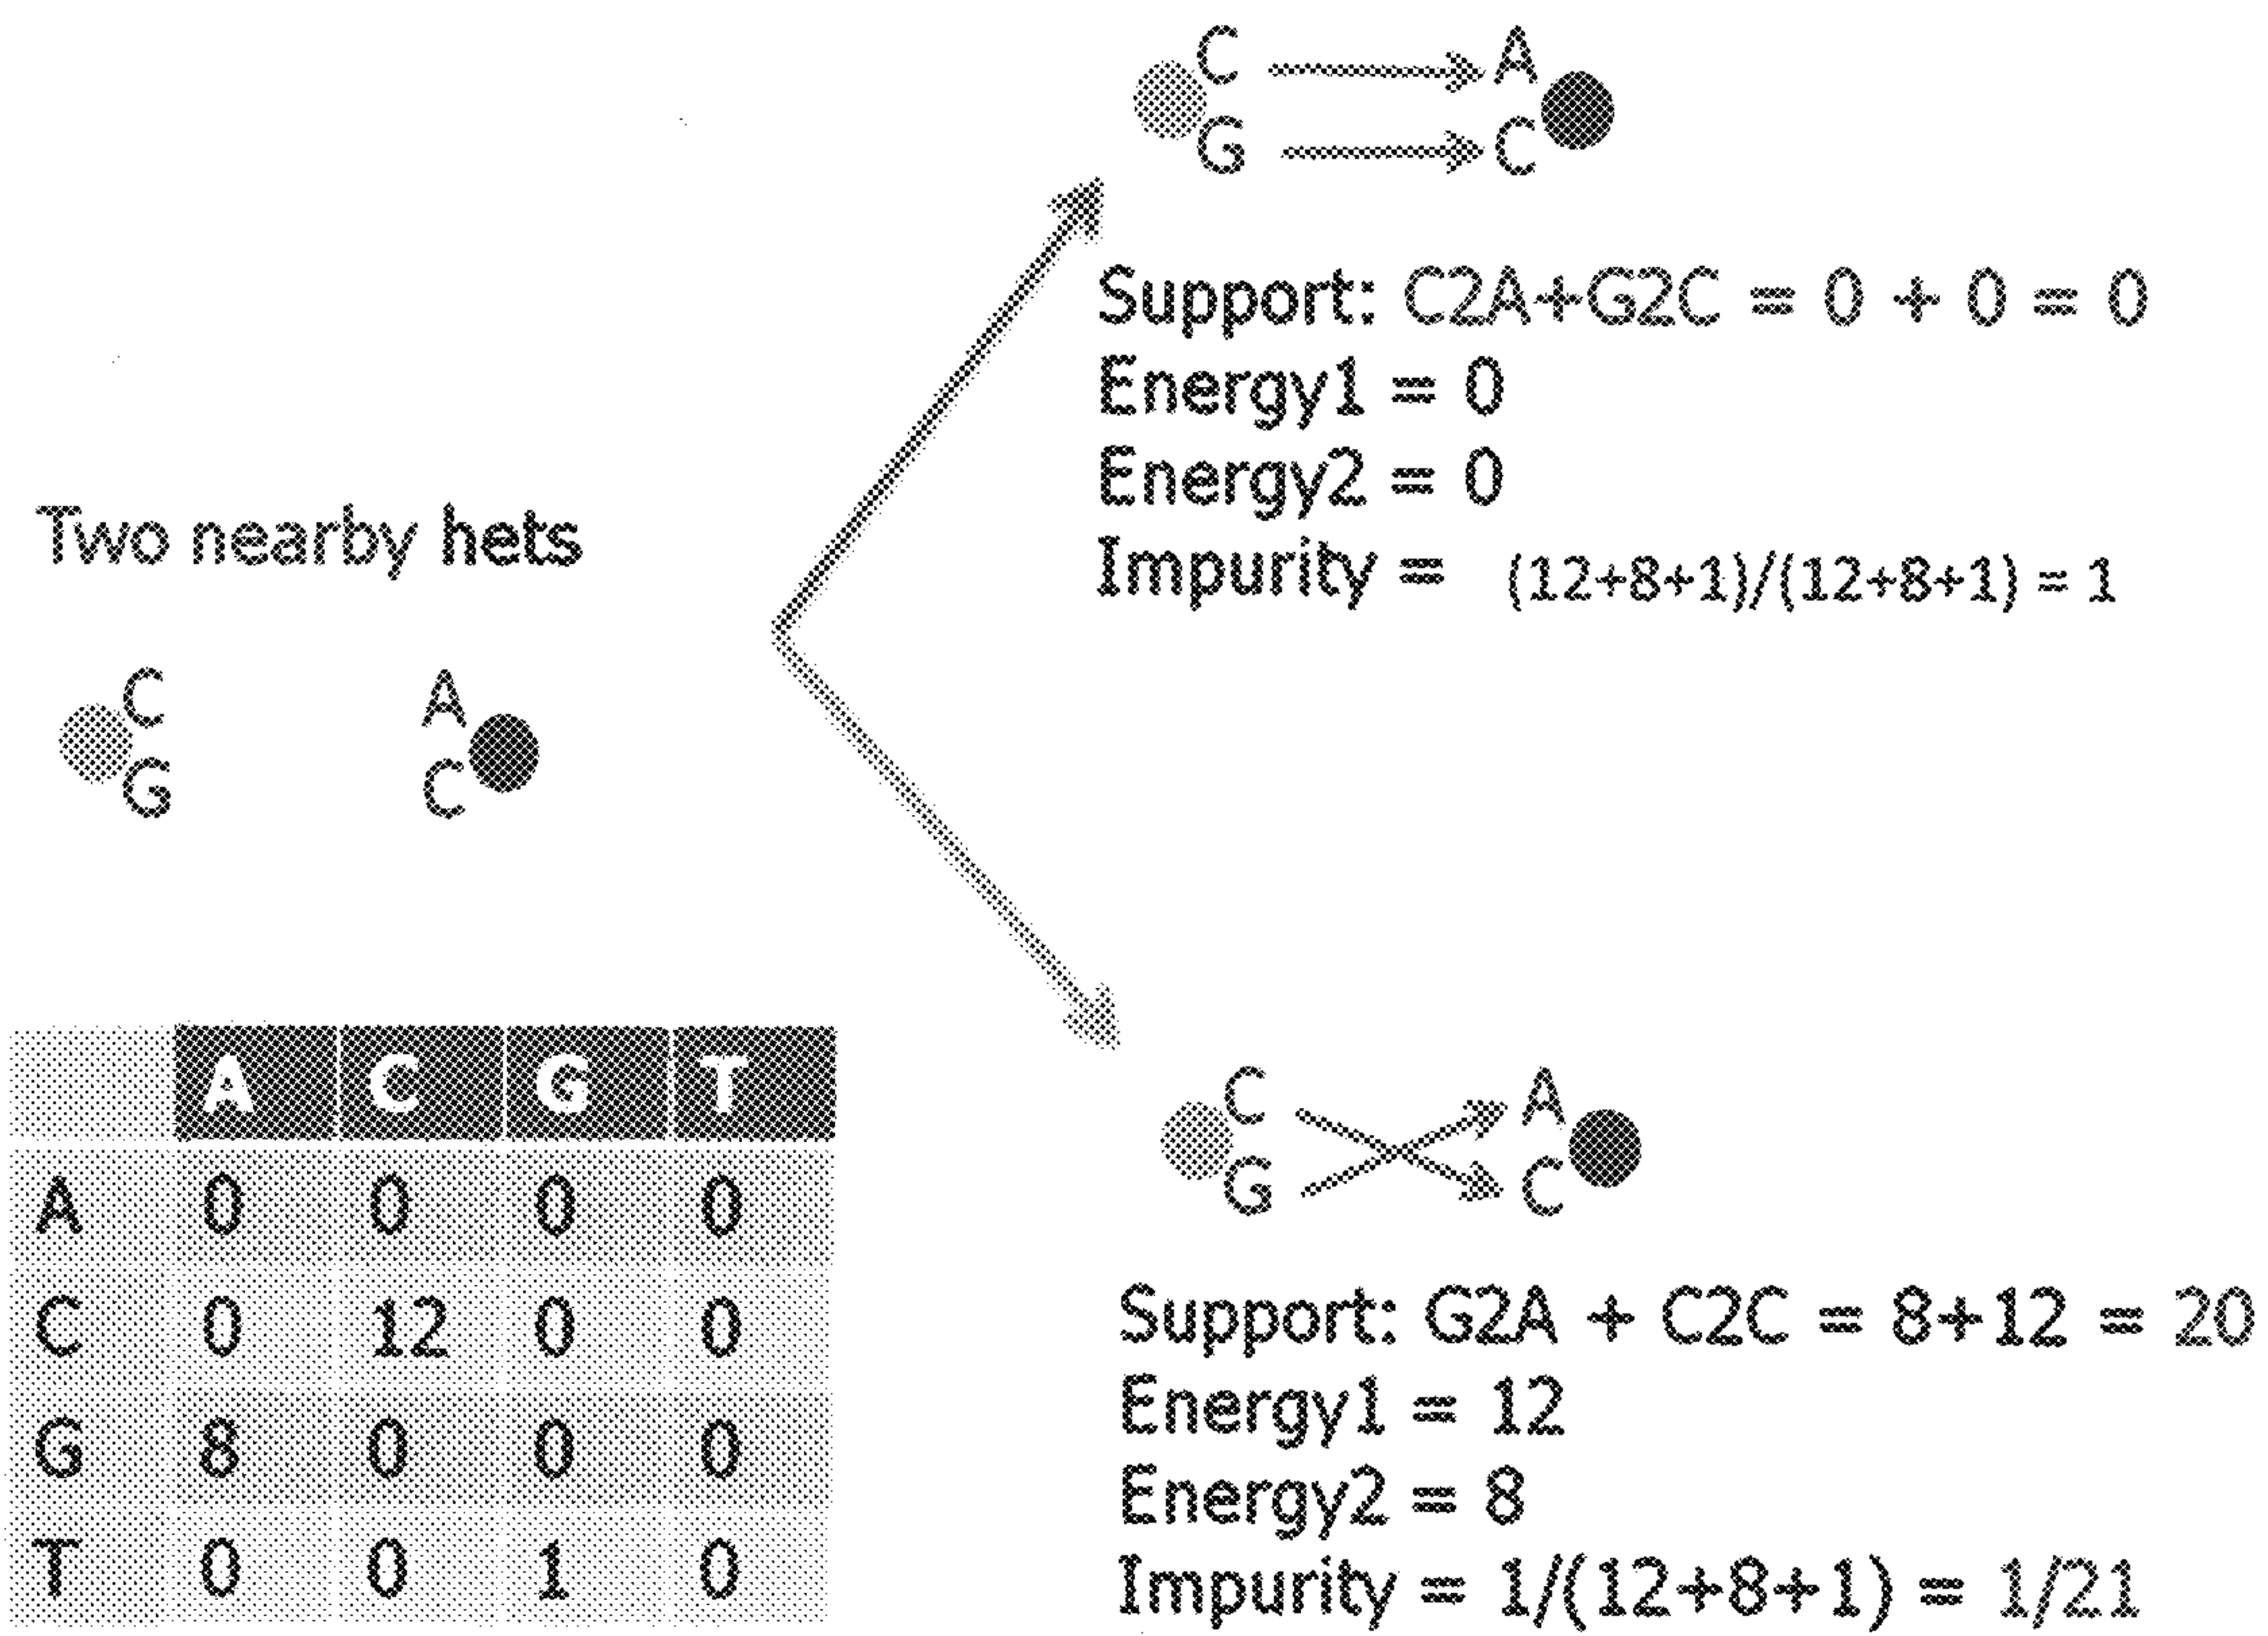 Two nearby hets
C A
G C
A C G T
A 0 0 0 0
C 0 12 0 0
G 8 0 0 0
T 0 0 1 0
C A
G C
Support: C2A+G2C = 0 + 0 = 0
Energy1 = 0
Energy2 = 0
Impurity = (12+8+1)/(12+8+1) = 1
C A
G C
Support: G2A + C2C = 8+12 = 20
Energy1 = 12
Energy2 = 8
Impurity = 1/(12+8+1) = 1/21